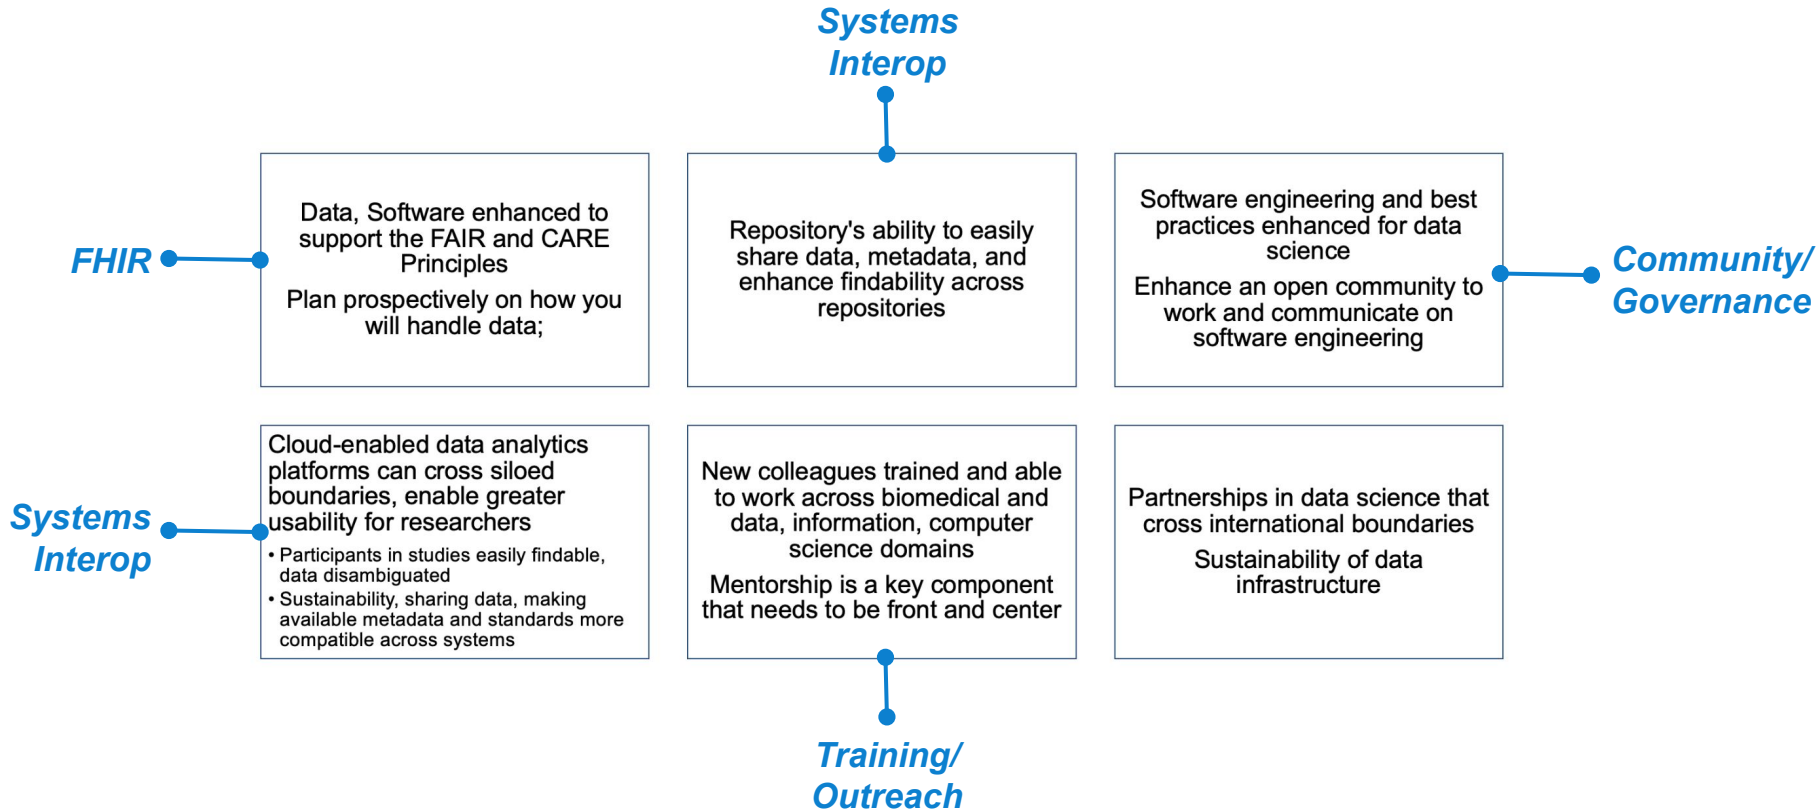 Systems
Interop
Data, Software enhanced to
support the FAIR and CARE
Principles
Plan prospectively on how you
will handle data;
Repository's ability to easily
share data, metadata, and
enhance findability across
repositories
Software engineering and best
practices enhanced for data
science
Enhance an open community to
work and communicate on
software engineering
FHIR
Community/
Governance
Cloud-enabled data analytics
platforms can cross siloed
boundaries, enable greater
usability for researchers
• Participants in studies easily findable,
data disambiguated
• Sustainability, sharing data, making
available metadata and standards more
compatible across systems
New colleagues trained and able
to work across biomedical and
data, information, computer
science domains
Mentorship is a key component
that needs to be front and center
Partnerships in data science that
cross international boundaries
Sustainability of data
infrastructure
Systems
Interop
Training/
Outreach